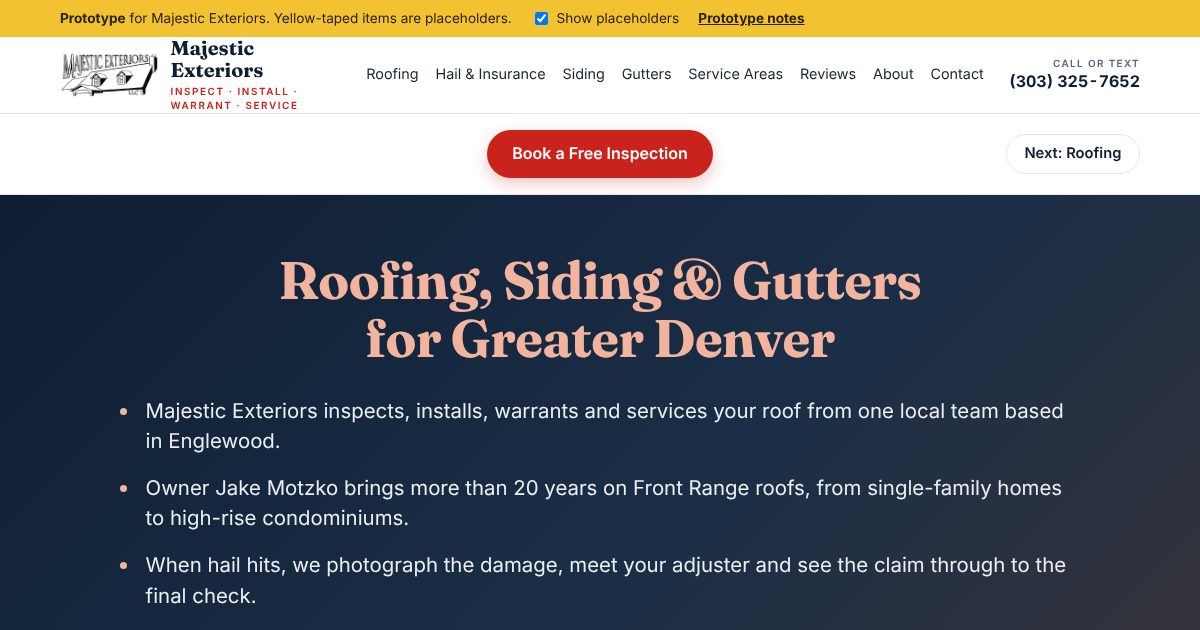 Prototype for Majestic Exteriors. Yellow-taped items are placeholders. Show placeholders Prototype notes
MAJESTIC EXTERIORS
LLC
Majestic
Exteriors
INSPECT · INSTALL ·
WARRANT · SERVICE
Roofing Hail & Insurance Siding Gutters Service Areas Reviews About Contact
CALL OR TEXT
(303) 325-7652
Book a Free Inspection
Next: Roofing
Roofing, Siding & Gutters
for Greater Denver
• Majestic Exteriors inspects, installs, warrants and services your roof from one local team based
in Englewood.
• Owner Jake Motzko brings more than 20 years on Front Range roofs, from single-family homes
to high-rise condominiums.
• When hail hits, we photograph the damage, meet your adjuster and see the claim through to the
final check.